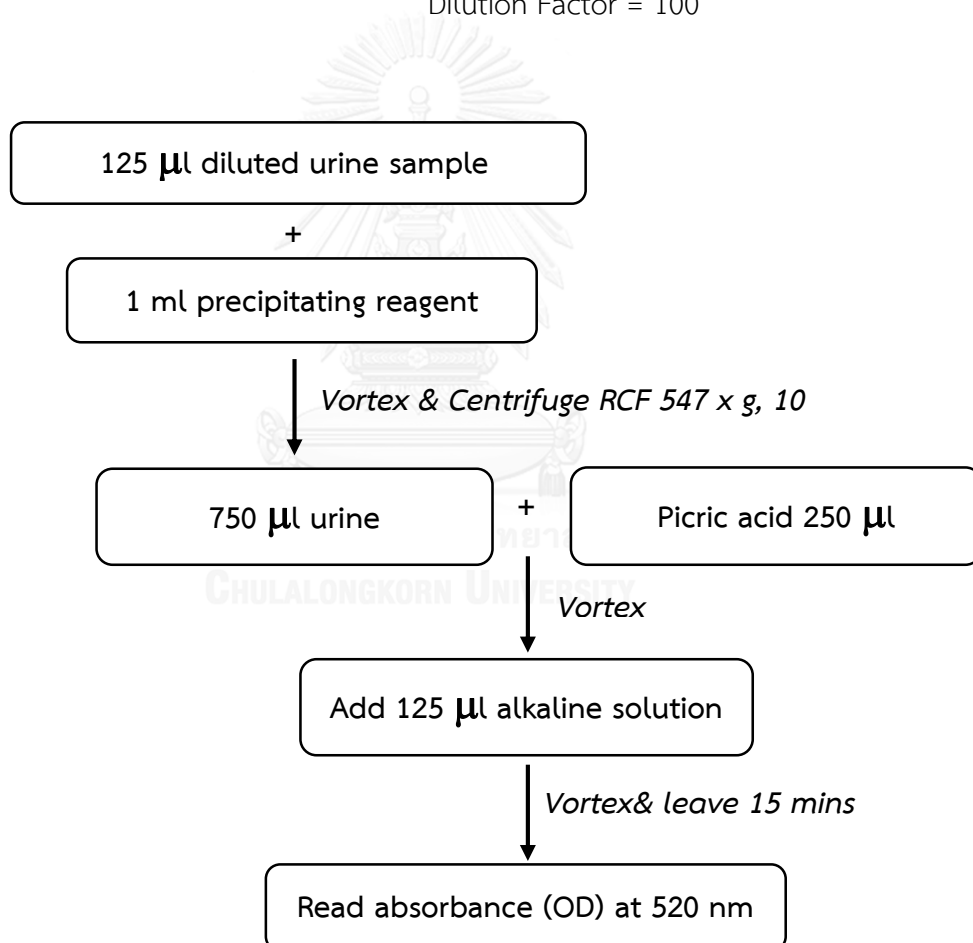 Dilution Factor = 100
125 μl diluted urine sample
+
1 ml precipitating reagent
Vortex & Centrifuge RCF 547 x g, 10
750 μl urine
+
Picric acid 250 μl
CHULALONGKORN UNIVERSITY
Vortex
Add 125 μl alkaline solution
Vortex& leave 15 mins
Read absorbance (OD) at 520 nm